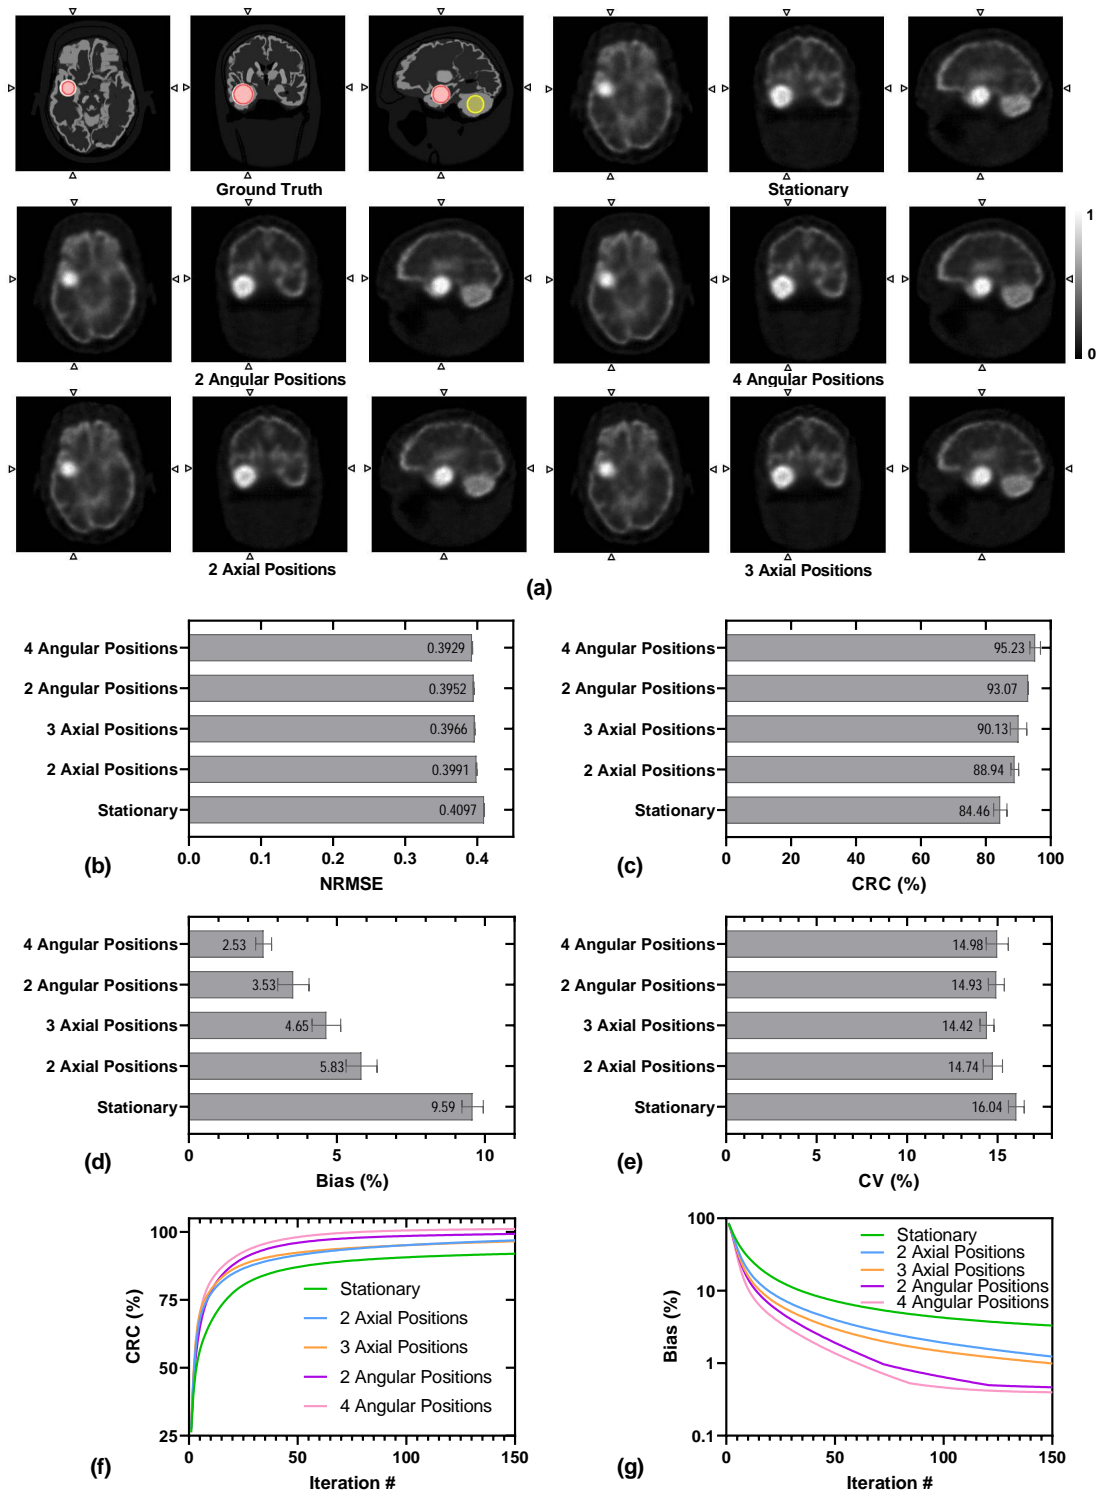 Ground Truth
Stationary
1
0
2 Angular Positions
4 Angular Positions
2 Axial Positions
3 Axial Positions
(a)
4 Angular Positions
0.3929
2 Angular Positions
0.3952
3 Axial Positions
0.3966
2 Axial Positions
0.3991
Stationary
0.4097
0.0 0.1 0.2 0.3 0.4
(b)
NRMSE
4 Angular Positions
95.23
2 Angular Positions
93.07
3 Axial Positions
90.13
2 Axial Positions
88.94
Stationary
84.46
0 20 40 60 80 100
(c)
CRC (%)
4 Angular Positions
2.53
2 Angular Positions
3.53
3 Axial Positions
4.65
2 Axial Positions
5.83
Stationary
9.59
0 5 10
(d)
Bias (%)
4 Angular Positions
14.98
2 Angular Positions
14.93
3 Axial Positions
14.42
2 Axial Positions
14.74
Stationary
16.04
0 5 10 15
(e)
CV (%)
100
75
50
25
CRC (%)
Stationary
2 Axial Positions
3 Axial Positions
2 Angular Positions
4 Angular Positions
0 50 100 150
(f)
Iteration #
100
10
1
0.1
Bias (%)
Stationary
2 Axial Positions
3 Axial Positions
2 Angular Positions
4 Angular Positions
0 50 100 150
(g)
Iteration #